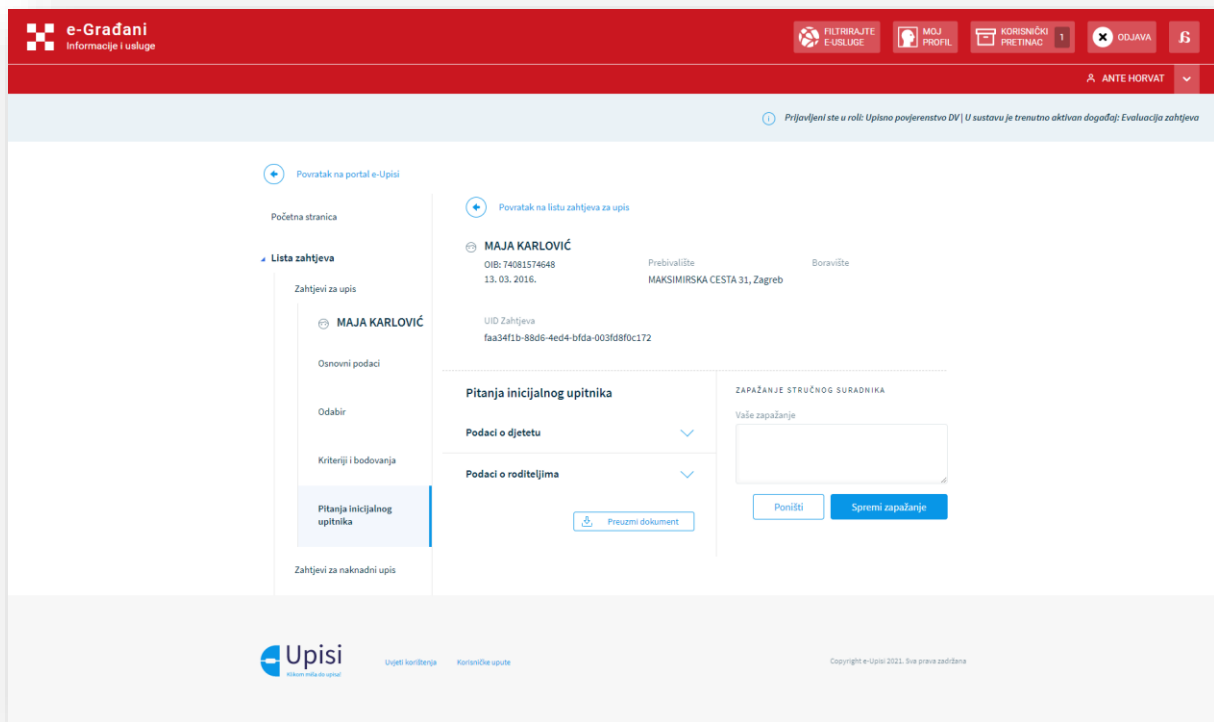 e-Građani
Informacije i usluge
FILTRIRAJTE
E-USLUGE
MOJ
PROFIL
KORISNIČKI
PRETINAC
1
ODJAVA
ANTE HORVAT
Prijavljeni ste u roli: Upisno povjerenstvo DV | U sustavu je trenutno aktivan događaj: Evaluacija zahtjeva
Povratak na portal e-Upisi
Početna stranica
Lista zahtjeva
Zahtjevi za upis
MAJA KARLOVIĆ
Osnovni podaci
Odabir
Kriteriji i bodovanja
Pitanja inicijalnog
upitnika
Zahtjevi za naknadni upis
Povratak na listu zahtjeva za upis
MAJA KARLOVIĆ
OIB: 74081574648
13. 03. 2016.
Prebivalište
MAKSIMIRSKA CESTA 31, Zagreb
Boravište
UID Zahtjeva
faa34f1b-88d6-4ed4-bfda-003fd8f0c172
Pitanja inicijalnog upitnika
Podaci o djetetu
Podaci o roditeljima
Preuzmi dokument
ZAPAŽANJE STRUČNOG SURADNIKA
Vaše zapažanje
Poništi
Spremi zapažanje
Upisi
Klikom miša do upisa!
Uvjeti korištenja
Korisničke upute
Copyright e-Upisi 2021. Sva prava zadržana